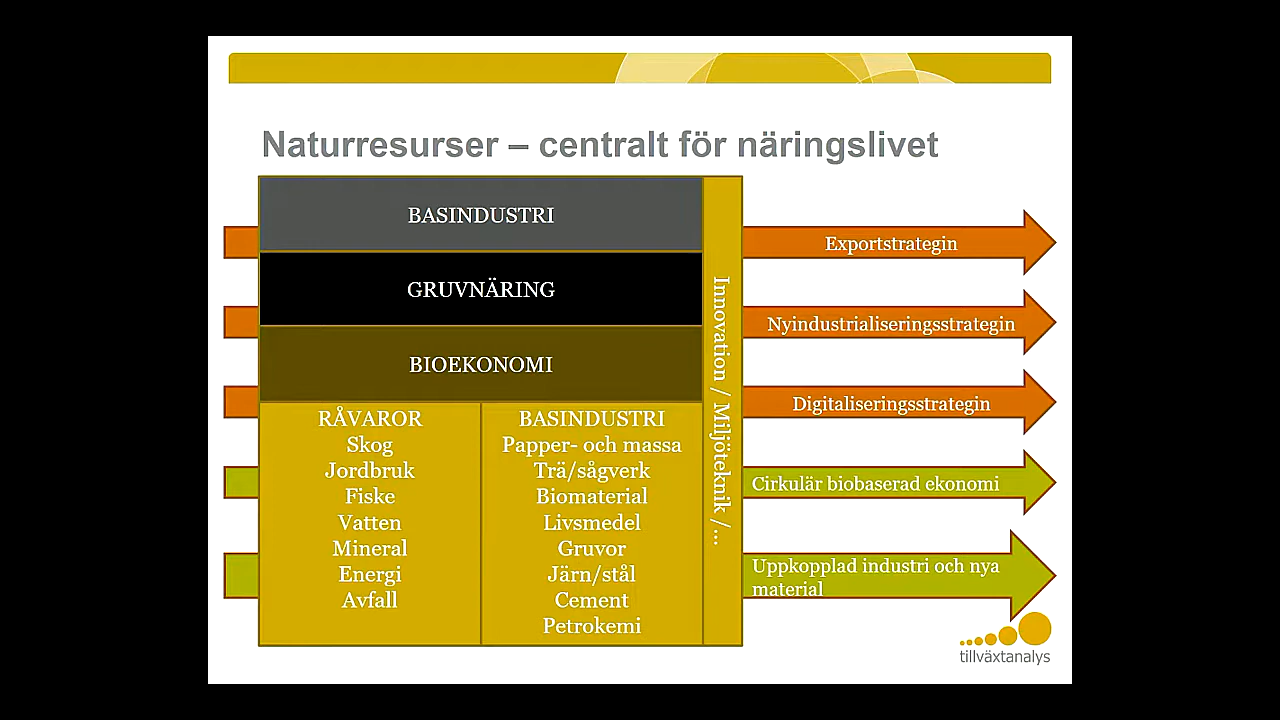 Naturresurser – centralt för näringslivet
BASINDUSTRI
GRUVNÄRING
BIOEKONOMI
RÅVAROR
Skog
Jordbruk
Fiske
Vatten
Mineral
Energi
Avfall
BASINDUSTRI
Papper- och massa
Trä/sågverk
Biomaterial
Livsmedel
Gruvor
Järn/stål
Cement
Petrokemi
Innovation / Miljöteknik /...
Exportstrategin
Nyindustrialiseringsstrategin
Digitaliseringsstrategin
Cirkulär biobaserad ekonomi
Uppkopplad industri och nya
material
tillväxtanalys